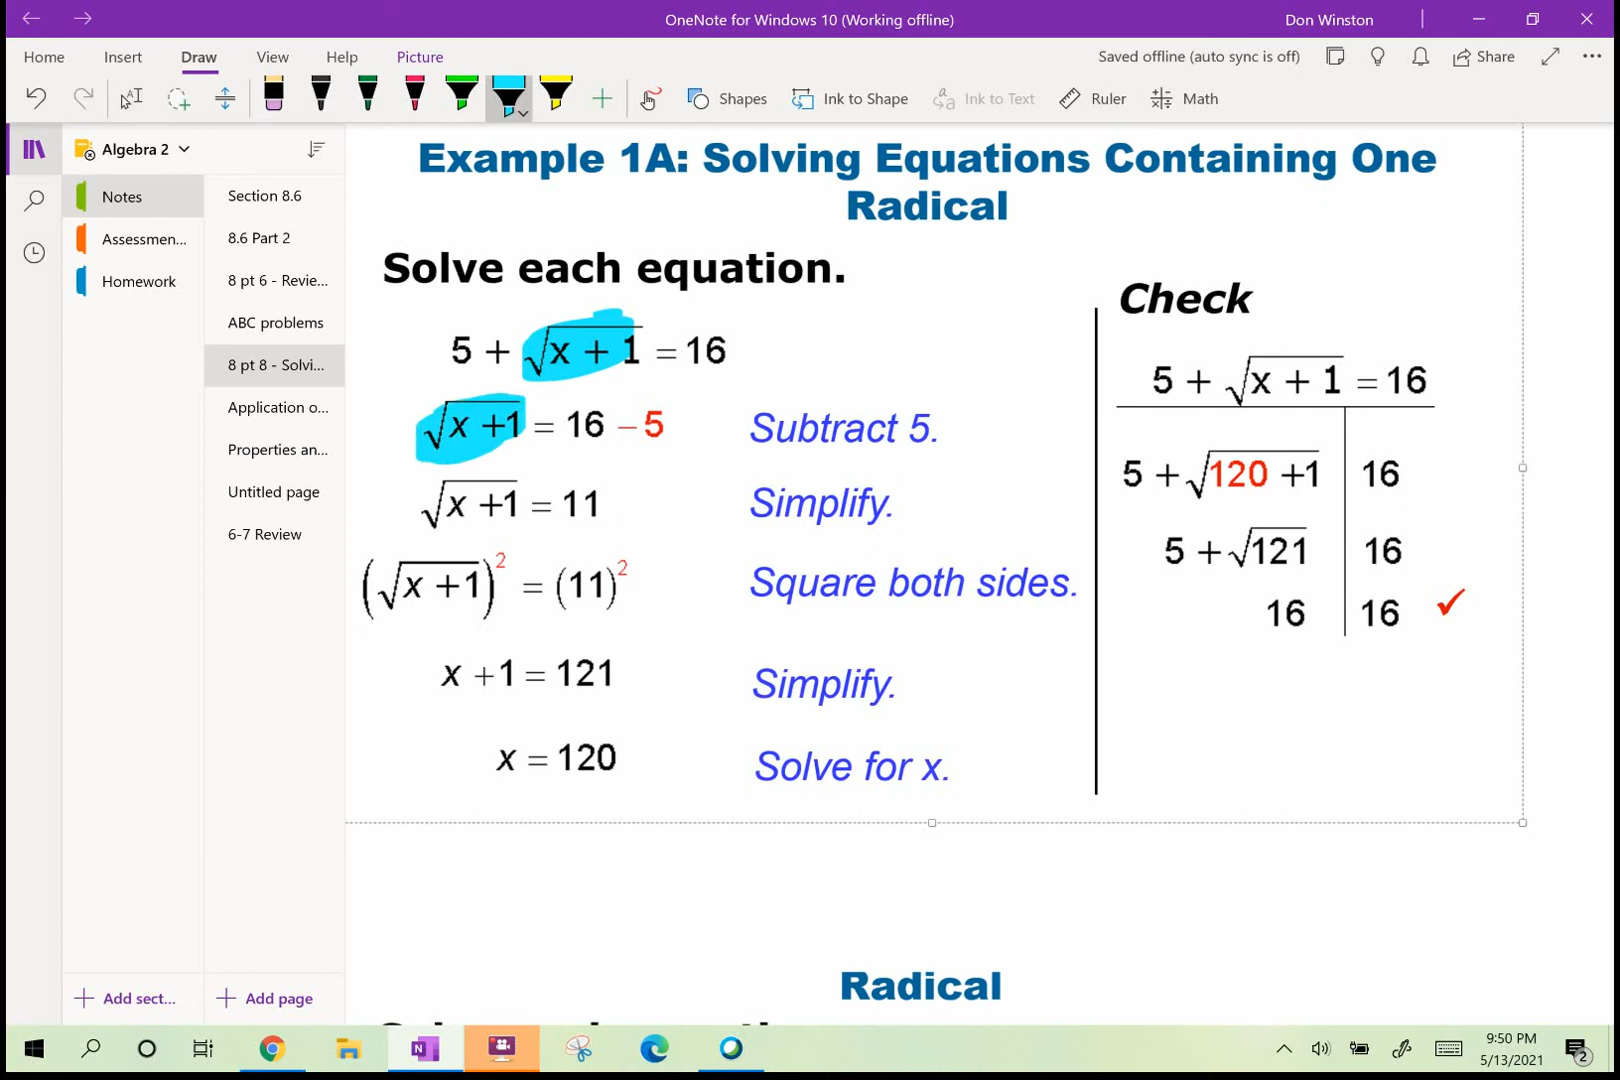 OneNote for Windows 10 (Working offline)
Don Winston
Home Insert Draw View Help Picture
Saved offline (auto sync is off) Share
Shapes Ink to Shape Ink to Text Ruler Math
Algebra 2
Notes
Assessmen...
Homework
Section 8.6
8.6 Part 2
8 pt 6 - Revie...
ABC problems
8 pt 8 - Solvi...
Application o...
Properties an...
Untitled page
6-7 Review
Add sect...
Add page
Example 1A: Solving Equations Containing One
Radical
Solve each equation.
5 + √(x + 1) = 16
√(x +1) = 16 − 5 Subtract 5.
√(x +1) = 11 Simplify.
(√(x +1))² = (11)² Square both sides.
x +1 = 121 Simplify.
x = 120 Solve for x.
Check
5 + √(x + 1) = 16
5 + √(120 +1) 16
5 + √121 16
16 16 ✓
Radical
9:50 PM
5/13/2021
2